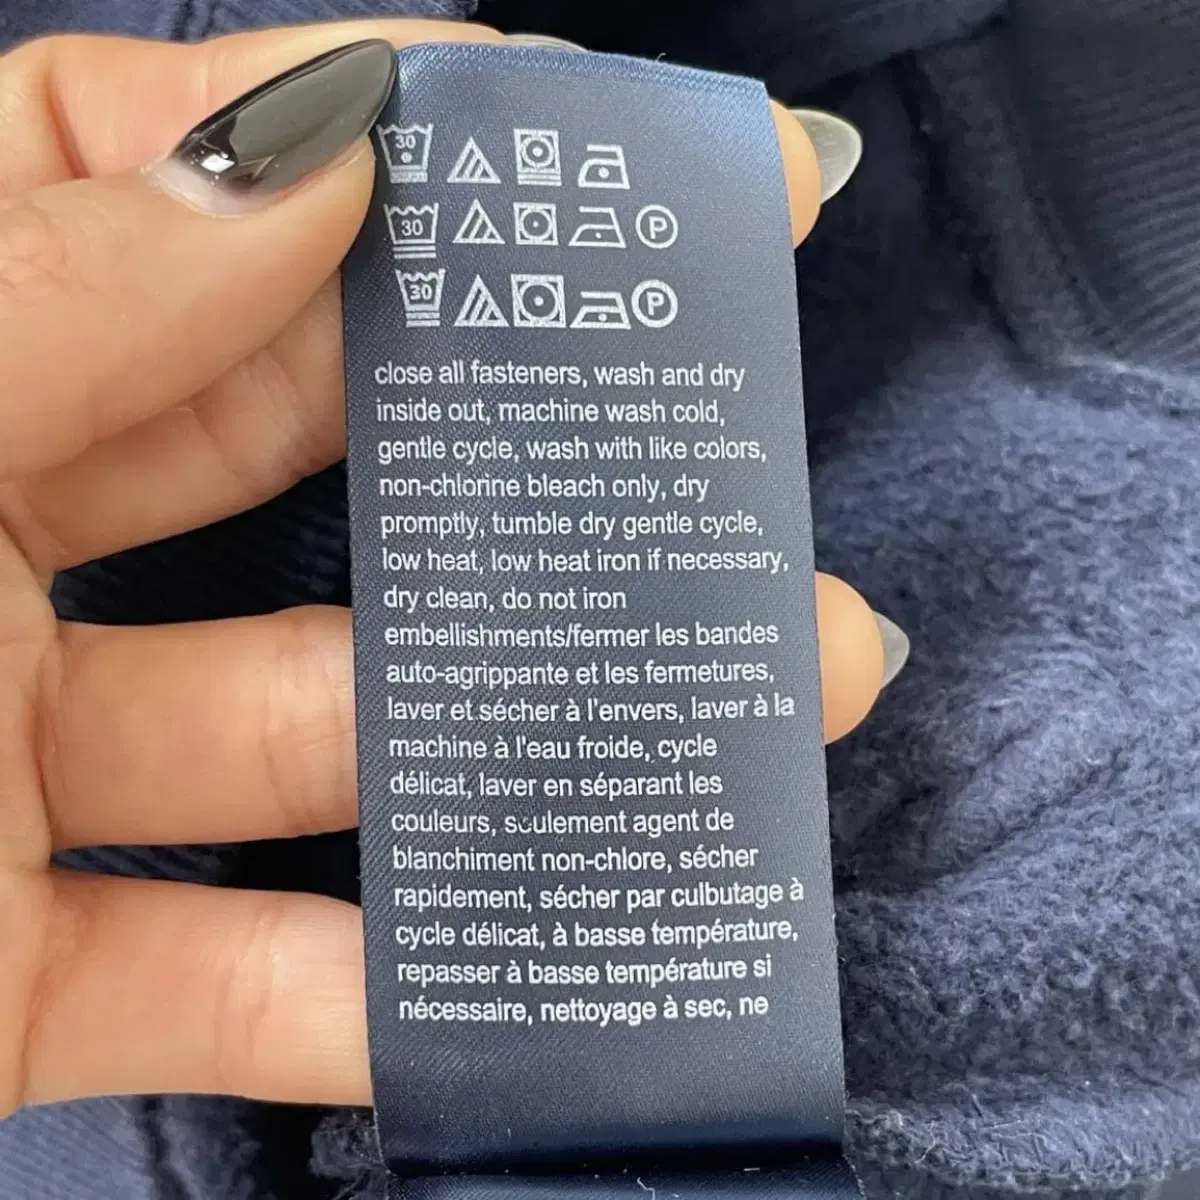 30
30 P
30 P
close all fasteners, wash and dry
inside out, machine wash cold,
gentle cycle, wash with like colors,
non-chlorine bleach only, dry
promptly, tumble dry gentle cycle,
low heat, low heat iron if necessary,
dry clean, do not iron
embellishments/fermer les bandes
auto-agrippante et les fermetures,
laver et sécher à l'envers, laver à la
machine à l'eau froide, cycle
délicat, laver en séparant les
couleurs, seulement agent de
blanchiment non-chlore, sécher
rapidement, sécher par culbutage à
cycle délicat, à basse température,
repasser à basse température si
nécessaire, nettoyage à sec, ne